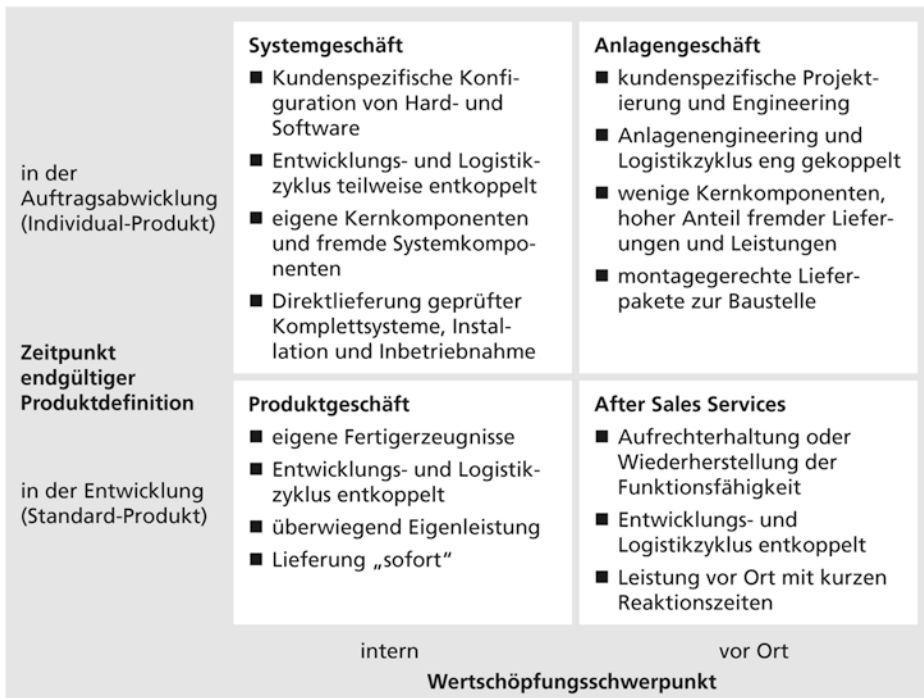 Systemgeschäft
■ Kundenspezifische Konfi-
guration von Hard- und
Software
■ Entwicklungs- und Logistik-
zyklus teilweise entkoppelt
■ eigene Kernkomponenten
und fremde Systemkompo-
nenten
■ Direktlieferung geprüfter
Komplettsysteme, Instal-
lation und Inbetriebnahme
Anlagengeschäft
■ kundenspezifische Projekt-
ierung und Engineering
■ Anlagenengineering und
Logistikzyklus eng gekoppelt
■ wenige Kernkomponenten,
hoher Anteil fremder Liefer-
ungen und Leistungen
■ montagegerechte Liefer-
pakete zur Baustelle
in der
Auftragsabwicklung
(Individual-Produkt)
Zeitpunkt
endgültiger
Produktdefinition
in der Entwicklung
(Standard-Produkt)
Produktgeschäft
■ eigene Fertigerzeugnisse
■ Entwicklungs- und Logistik-
zyklus entkoppelt
■ überwiegend Eigenleistung
■ Lieferung „sofort“
After Sales Services
■ Aufrechterhaltung oder
Wiederherstellung der
Funktionsfähigkeit
■ Entwicklungs- und
Logistikzyklus entkoppelt
■ Leistung vor Ort mit kurzen
Reaktionszeiten
intern
vor Ort
Wertschöpfungsschwerpunkt